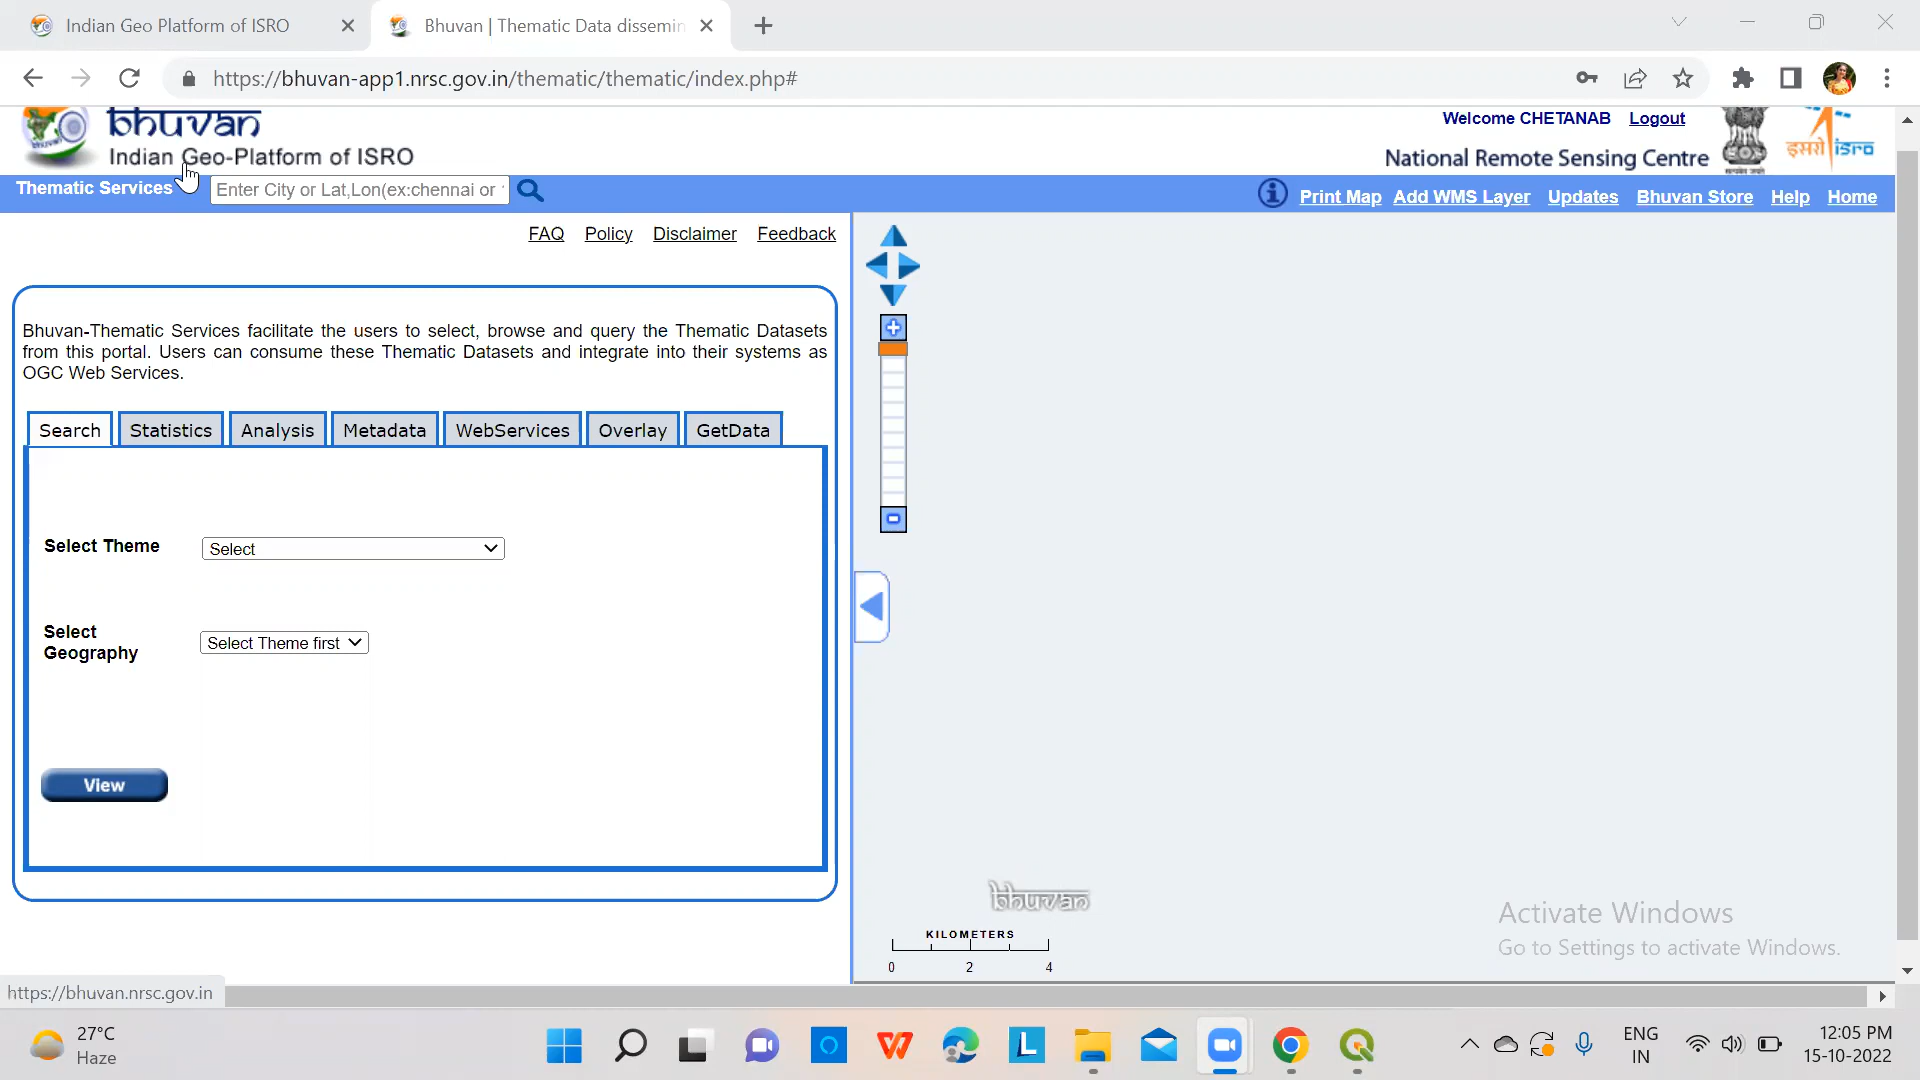 Indian Geo Platform of ISRO
Bhuvan | Thematic Data dissemin
https://bhuvan-app1.nrsc.gov.in/thematic/thematic/index.php#
bhuvan
Indian Geo-Platform of ISRO
Welcome CHETANAB Logout
National Remote Sensing Centre
इसरो isro
Thematic Services
Enter City or Lat,Lon(ex:chennai or
Print Map Add WMS Layer Updates Bhuvan Store Help Home
FAQ Policy Disclaimer Feedback
Bhuvan-Thematic Services facilitate the users to select, browse and query the Thematic Datasets
from this portal. Users can consume these Thematic Datasets and integrate into their systems as
OGC Web Services.
Search Statistics Analysis Metadata WebServices Overlay GetData
Select Theme
Select
Select
Geography
Select Theme first
View
bhuvan
KILOMETERS
0 2 4
Activate Windows
Go to Settings to activate Windows.
https://bhuvan.nrsc.gov.in
27°C
Haze
ENG
IN
12:05 PM
15-10-2022